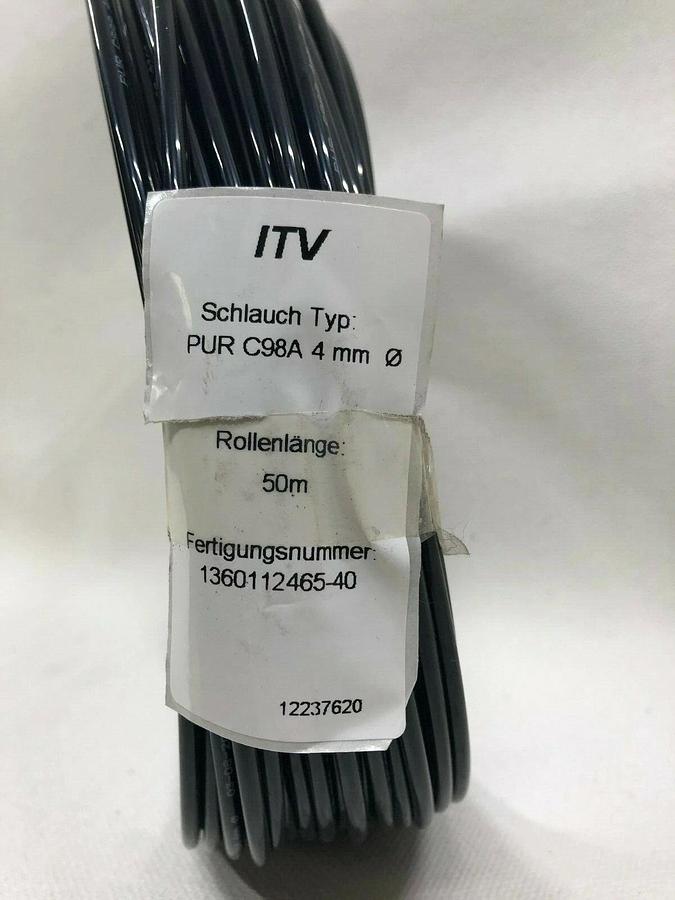 ITV
Schlauch Typ:
PUR C98A 4 mm Ø
Rollenlänge:
50m
Fertigungsnummer:
1360112465-40
12237620